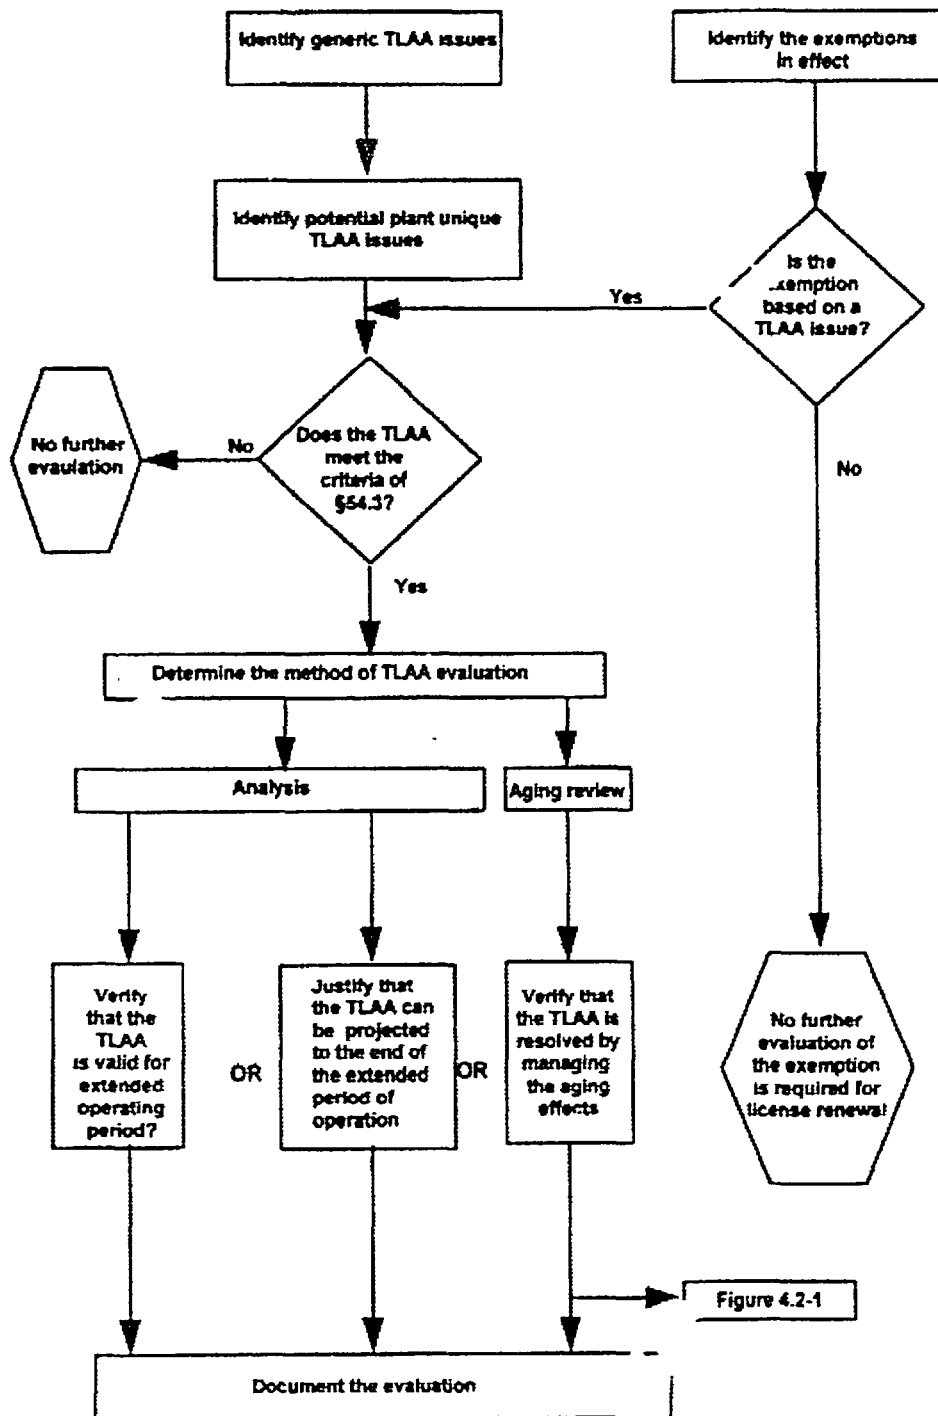 Identify generic TLAA issues
Identify the exemptions
in effect
Identify potential plant unique
TLAA issues
Is the
xemption
based on a
TLAA issue?
Yes
No further
evaulation
No
Does the TLAA
meet the
criteria of
§54.3?
No
Yes
Determine the method of TLAA evaluation
Analysis
Aging review
Verify
that the
TLAA
is valid for
extended
operating
period?
OR
Justify that
the TLAA can
be projected
to the end of
the extended
period of
operation
OR
Verify that
the TLAA is
resolved by
managing
the aging
effects
No further
evaluation of
the exemption
is required for
license renewal
Figure 4.2-1
Document the evaluation